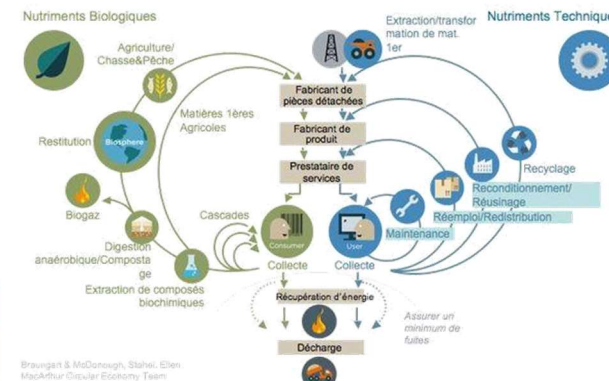 Nutriments Biologiques
Agriculture/
Chasse&Pêche
Matières 1ères
Agricoles
Restitution
Biosphere
Biogaz
Digestion
anaérobique/Composta
ge
Extraction de composés
biochimiques
Cascades
Extraction/transfor
mation de mat.
1er
Nutriments Technique
Fabricant de
pièces détachées
Fabricant de
produit
Prestataire de
services
Recyclage
Reconditionnement/
Réusinage
Réemploi/Redistribution
Maintenance
Consumer
User
Collecte
Collecte
Récupération d'énergie
Décharge
Assurer un
minimum de
fuites
Braungart & McDonough, Stahel, Ellen
MacArthur Circular Economy Team